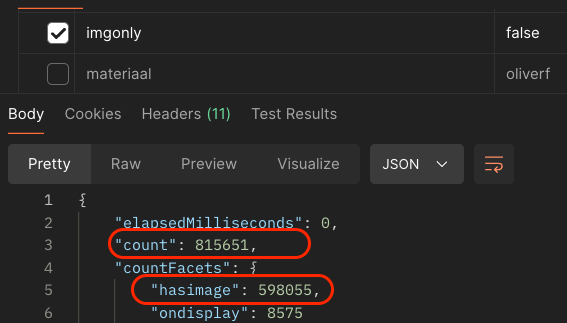 imgonly false
materiaal oliverf
Body Cookies Headers (11) Test Results
Pretty Raw Preview Visualize JSON
1 {
2 "elapsedMilliseconds": 0,
3 "count": 815651,
4 "countFacets": {
5 "hasimage": 598055,
6 "ondisplay": 8575